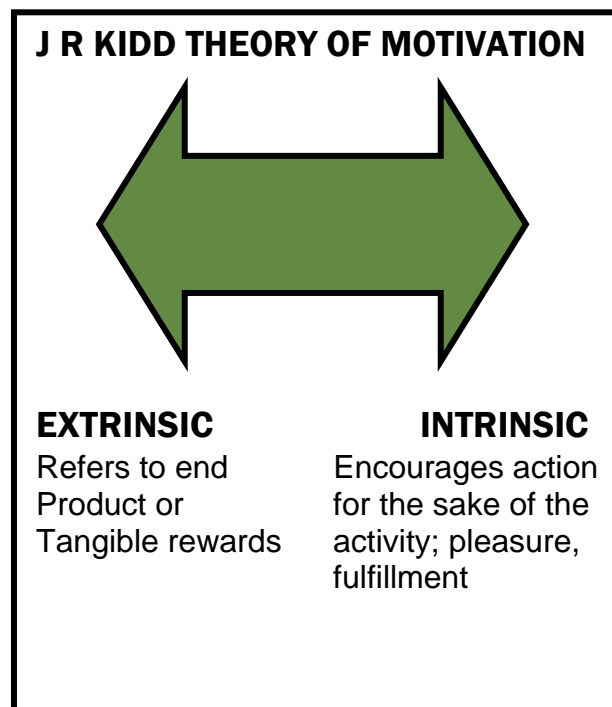 J R KIDD THEORY OF MOTIVATION
EXTRINSIC
Refers to end
Product or
Tangible rewards
INTRINSIC
Encourages action
for the sake of the
activity; pleasure,
fulfillment